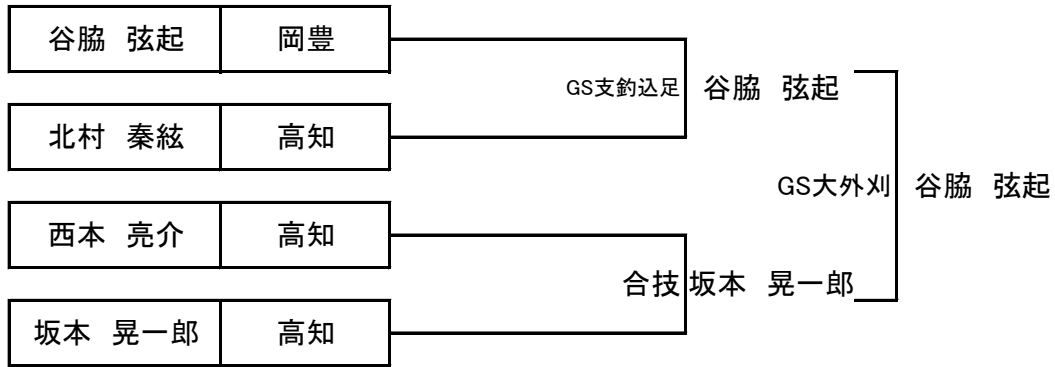 谷脇　弦起 岡豊
GS支釣込足 谷脇　弦起
北村　秦絃 高知
GS大外刈 谷脇　弦起
西本　亮介 高知
合技 坂本　晃一郎
坂本　晃一郎 高知